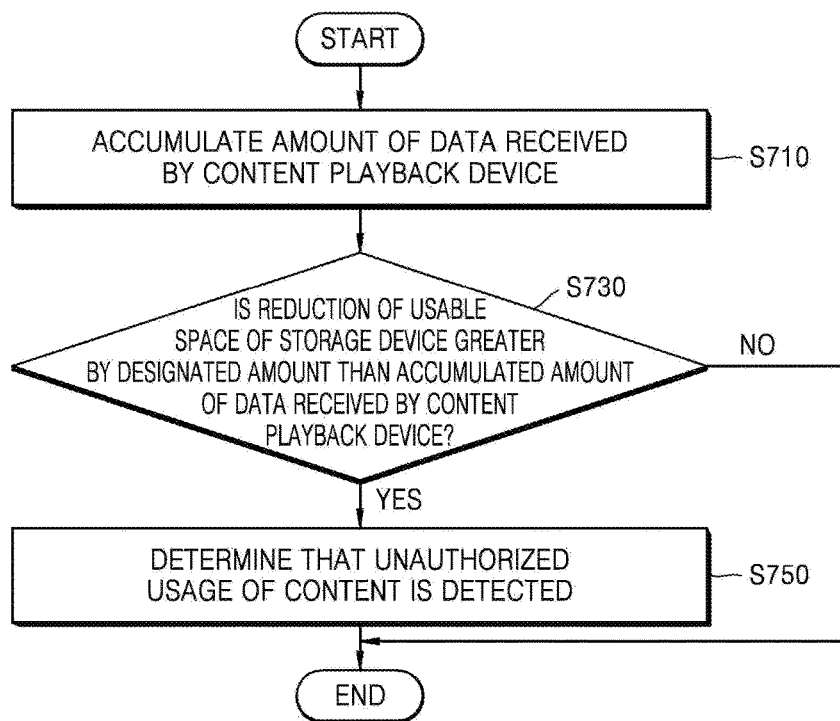 START
ACCUMULATE AMOUNT OF DATA RECEIVED
BY CONTENT PLAYBACK DEVICE
S710
S730
IS REDUCTION OF USABLE
SPACE OF STORAGE DEVICE GREATER
BY DESIGNATED AMOUNT THAN ACCUMULATED AMOUNT
OF DATA RECEIVED BY CONTENT
PLAYBACK DEVICE?
NO
YES
DETERMINE THAT UNAUTHORIZED
USAGE OF CONTENT IS DETECTED
S750
END